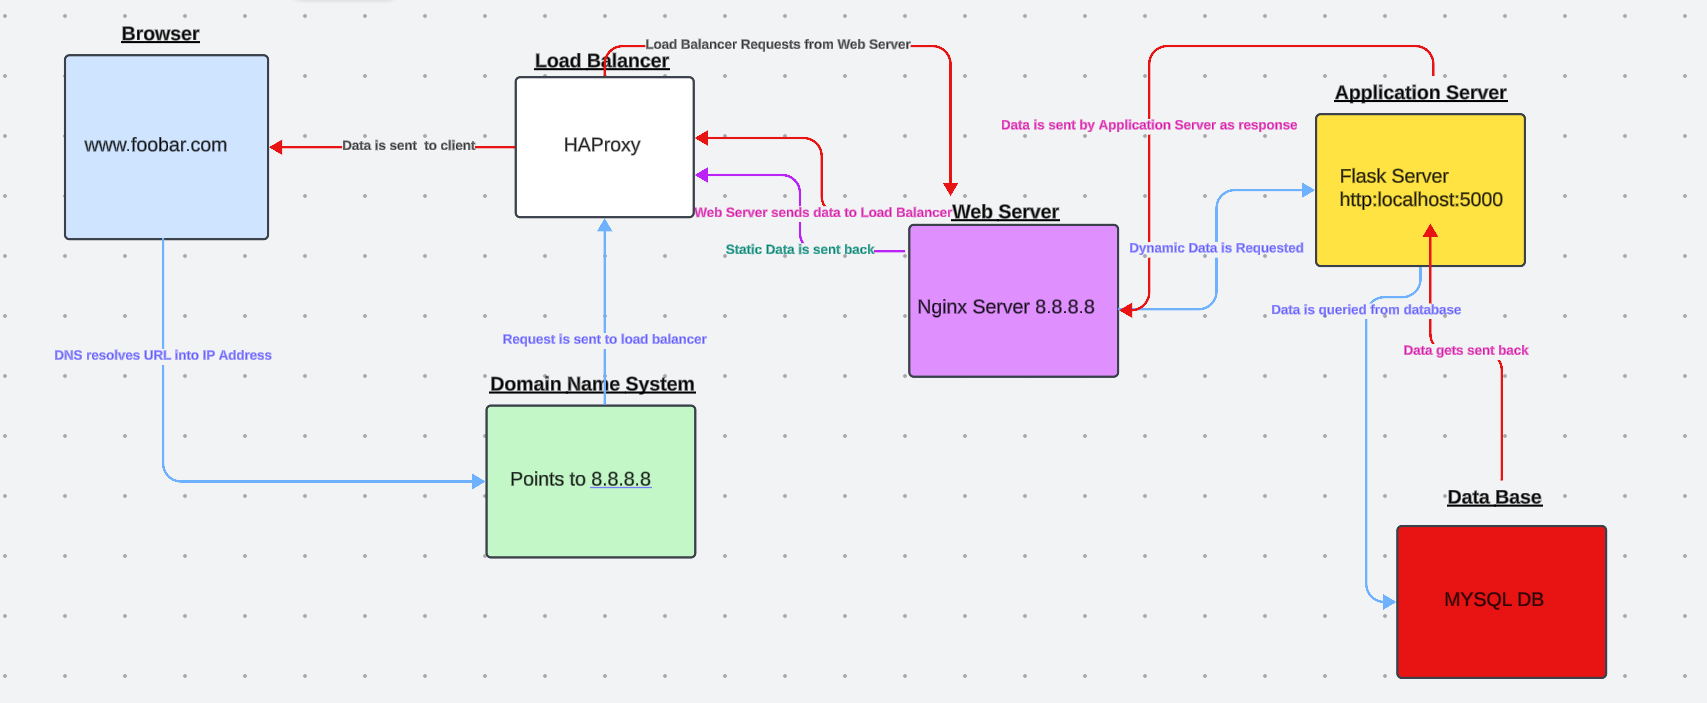 Browser
www.foobar.com
Load Balancer
HAProxy
Load Balancer Requests from Web Server
Data is sent  to client
Application Server
Flask Server
http:localhost:5000
Data is sent by Application Server as response
Web Server sends data to Load Balancer
Web Server
Static Data is sent back
Nginx Server 8.8.8.8
Dynamic Data is Requested
Data is queried from database
Data gets sent back
DNS resolves URL into IP Address
Request is sent to load balancer
Domain Name System
Points to 8.8.8.8
Data Base
MYSQL DB